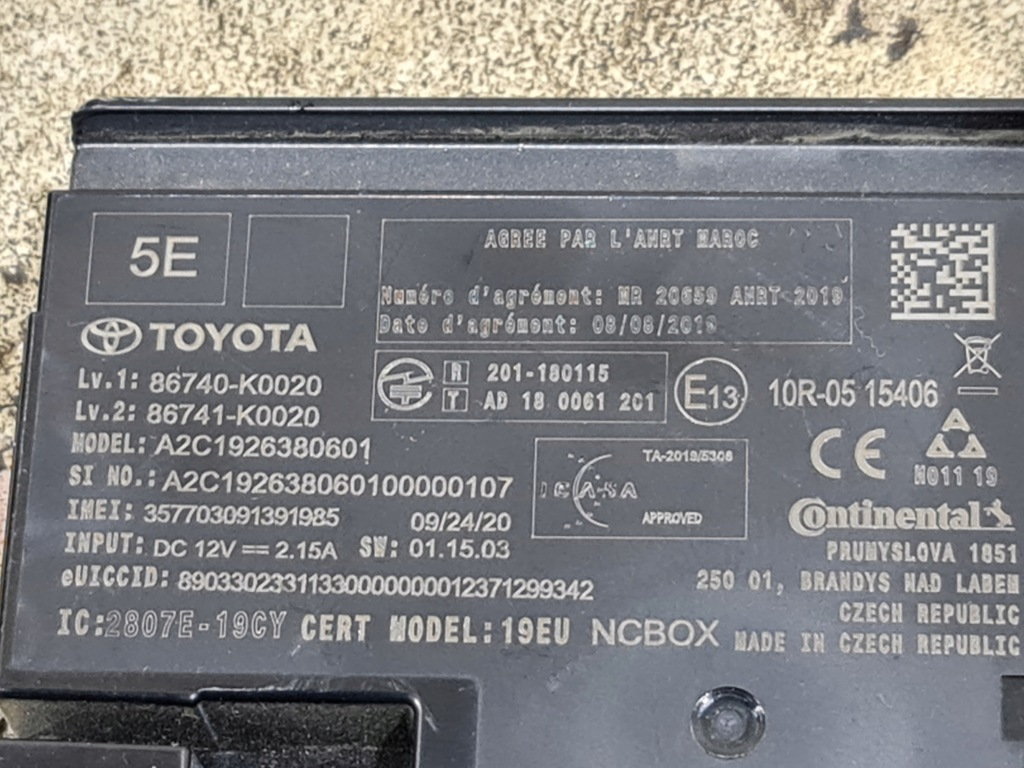 5E
AGREE PAR L'ANRT MAROC
Numéro d'agrément: MR 20659 ANRT 2019
Date d'agrément: 08/08/2019
TOYOTA
Lv.1: 86740-K0020
Lv.2: 86741-K0020
MODEL: A2C1926380601
SI NO.: A2C192638060100000107
IMEI: 357703091391985
09/24/20
INPUT: DC 12V 2.15A SW: 01.15.03
eUICCID: 89033023311330000000012371299342
IC:2807E-19CY CERT MODEL: 19EU NCBOX
R 201-180115
T AD 18 0061 201
E13
10R-05 15406
TA-2019/5306
ICASA
APPROVED
CE
N011 19
Continental
PRUMYSLOVA 1851
250 01, BRANDYS NAD LABEM
CZECH REPUBLIC
MADE IN CZECH REPUBLIC